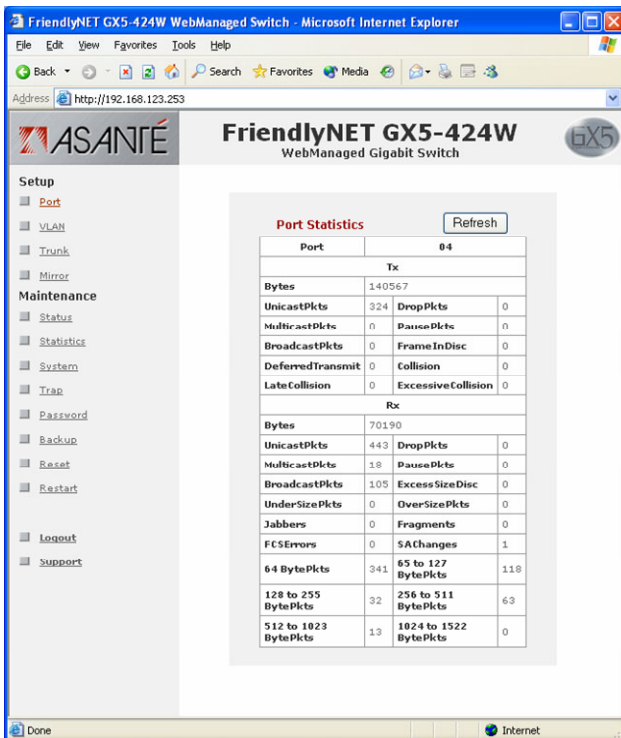 FriendlyNET GX5-424W WebManaged Switch - Microsoft Internet Explorer
File Edit View Favorites Tools Help
Back Search Favorites Media
Address http://192.168.123.253
ASANTÉ
FriendlyNET GX5-424W
WebManaged Gigabit Switch
GX5
Setup
Port
VLAN
Trunk
Mirror
Maintenance
Status
Statistics
System
Trap
Password
Backup
Reset
Restart
Logout
Support
Port Statistics Refresh
Port 04
Tx
Bytes 140567
UnicastPkts 324 DropPkts 0
MulticastPkts 0 PausePkts 0
BroadcastPkts 0 FrameInDisc 0
DeferredTransmit 0 Collision 0
LateCollision 0 ExcessiveCollision 0
Rx
Bytes 70190
UnicastPkts 443 DropPkts 0
MulticastPkts 18 PausePkts 0
BroadcastPkts 105 ExcessSizeDisc 0
UnderSizePkts 0 OverSizePkts 0
Jabbers 0 Fragments 0
FCSErrors 0 SAChanges 1
64 BytePkts 341 65 to 127 BytePkts 118
128 to 255 BytePkts 32 256 to 511 BytePkts 63
512 to 1023 BytePkts 13 1024 to 1522 BytePkts 0
Done Internet